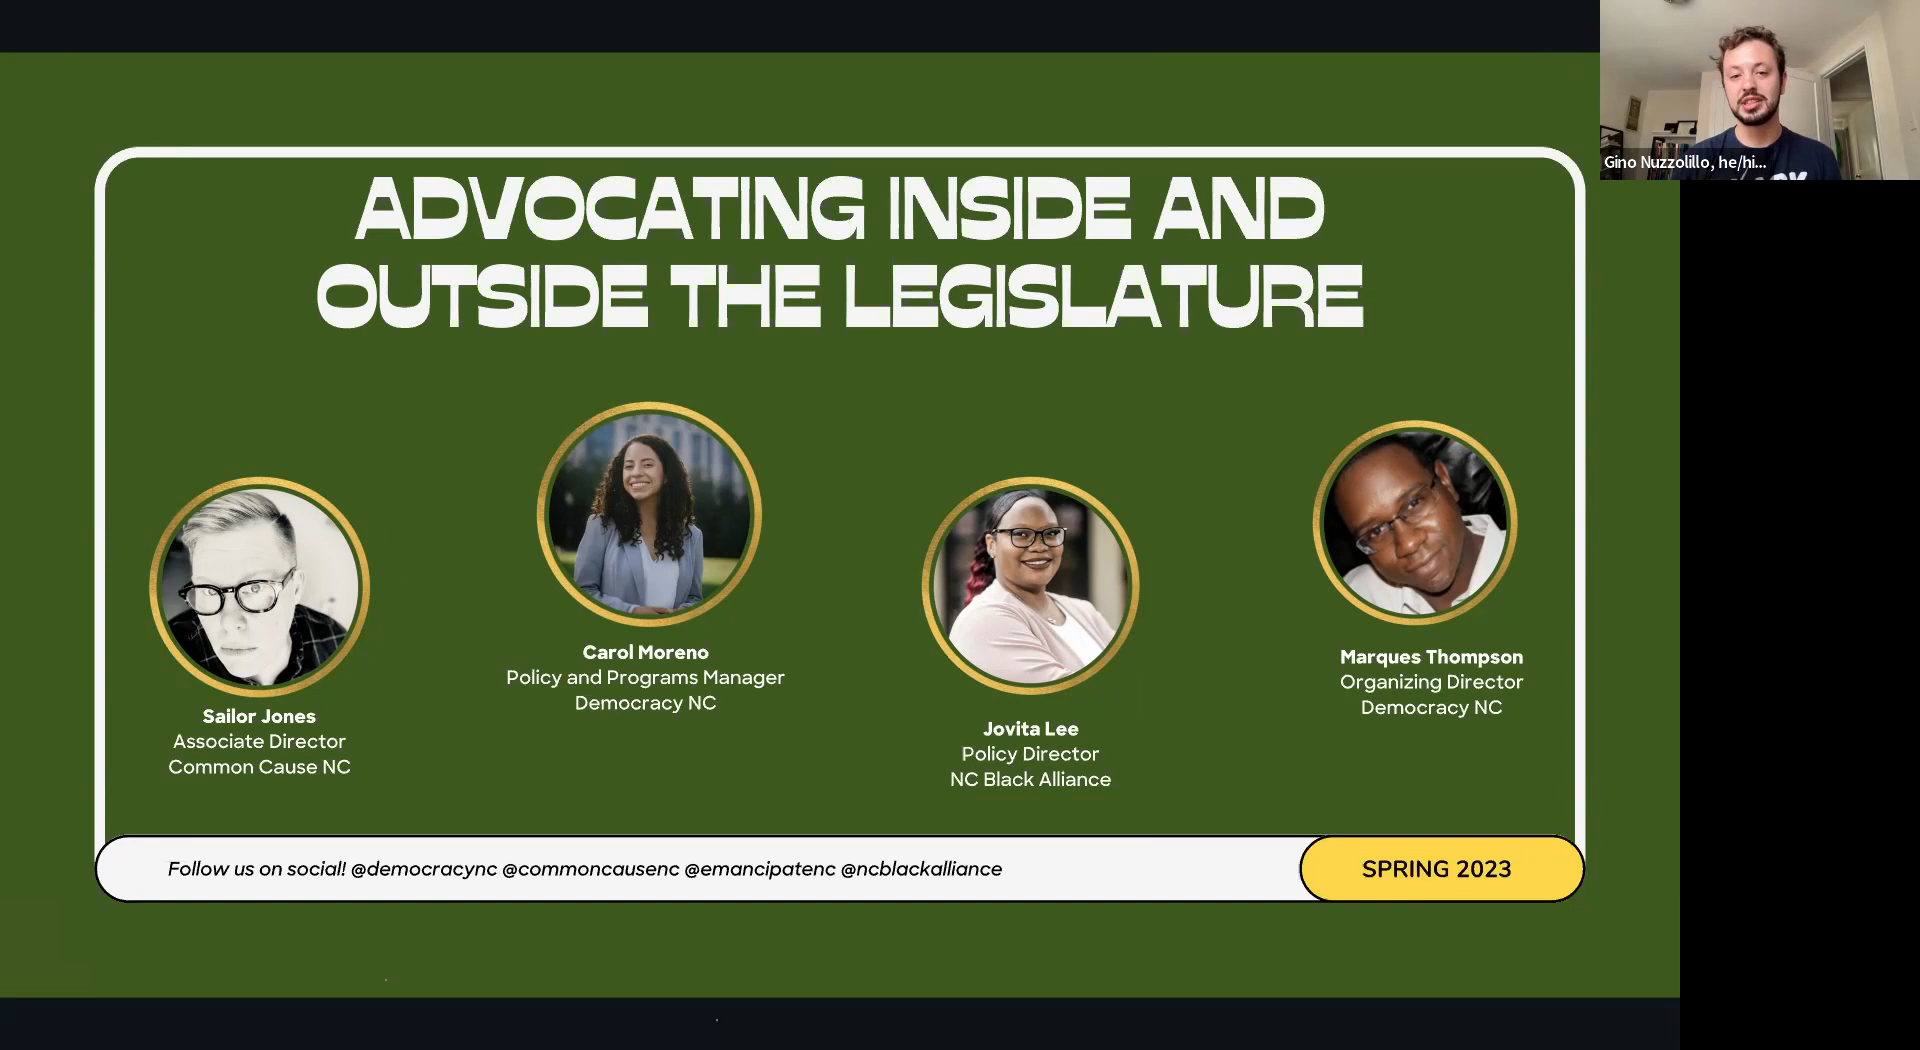 ADVOCATING INSIDE AND
OUTSIDE THE LEGISLATURE
Sailor Jones
Associate Director
Common Cause NC
Carol Moreno
Policy and Programs Manager
Democracy NC
Jovita Lee
Policy Director
NC Black Alliance
Marques Thompson
Organizing Director
Democracy NC
Follow us on social! @democracync @commoncausenc @emancipatenc @ncblackalliance
SPRING 2023
Gino Nuzzolillo, he/hi...